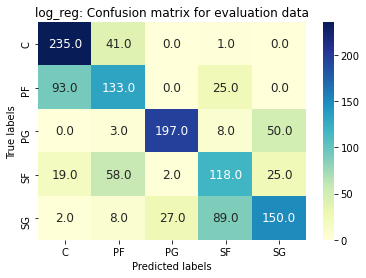 log_reg: Confusion matrix for evaluation data
True labels
C 235.0 41.0 0.0 1.0 0.0
PF 93.0 133.0 0.0 25.0 0.0
PG 0.0 3.0 197.0 8.0 50.0
SF 19.0 58.0 2.0 118.0 25.0
SG 2.0 8.0 27.0 89.0 150.0
C PF PG SF SG
Predicted labels
200
150
100
50
0